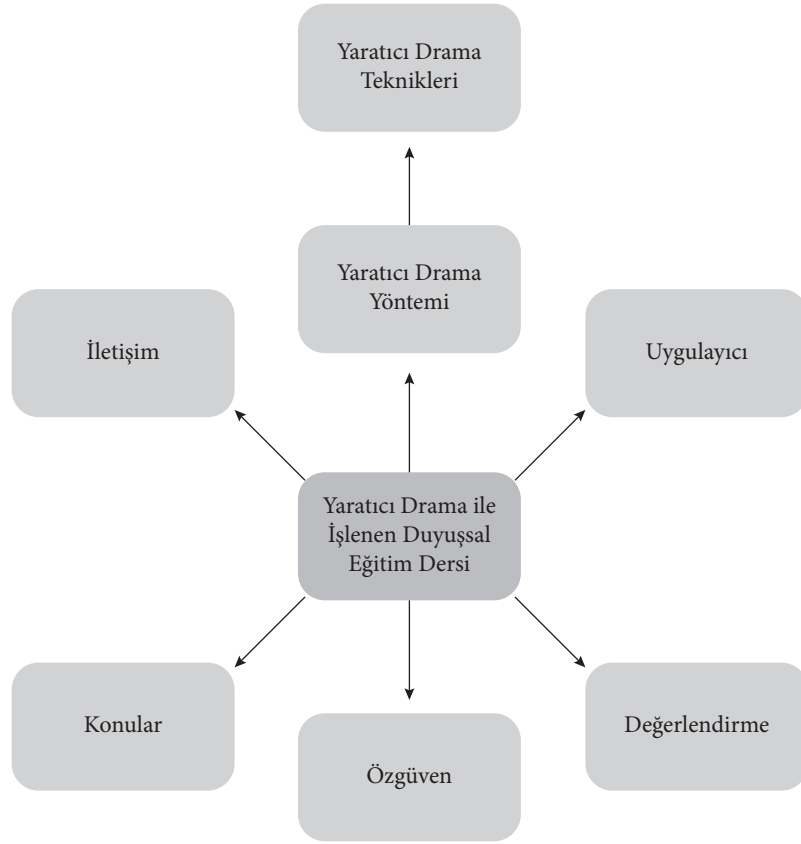 Yaratıcı Drama
Teknikleri
Yaratıcı Drama
Yöntemi
İletişim
Uygulayıcı
Yaratıcı Drama ile
İşlenen Duyuşsal
Eğitim Dersi
Konular
Özgüven
Değerlendirme